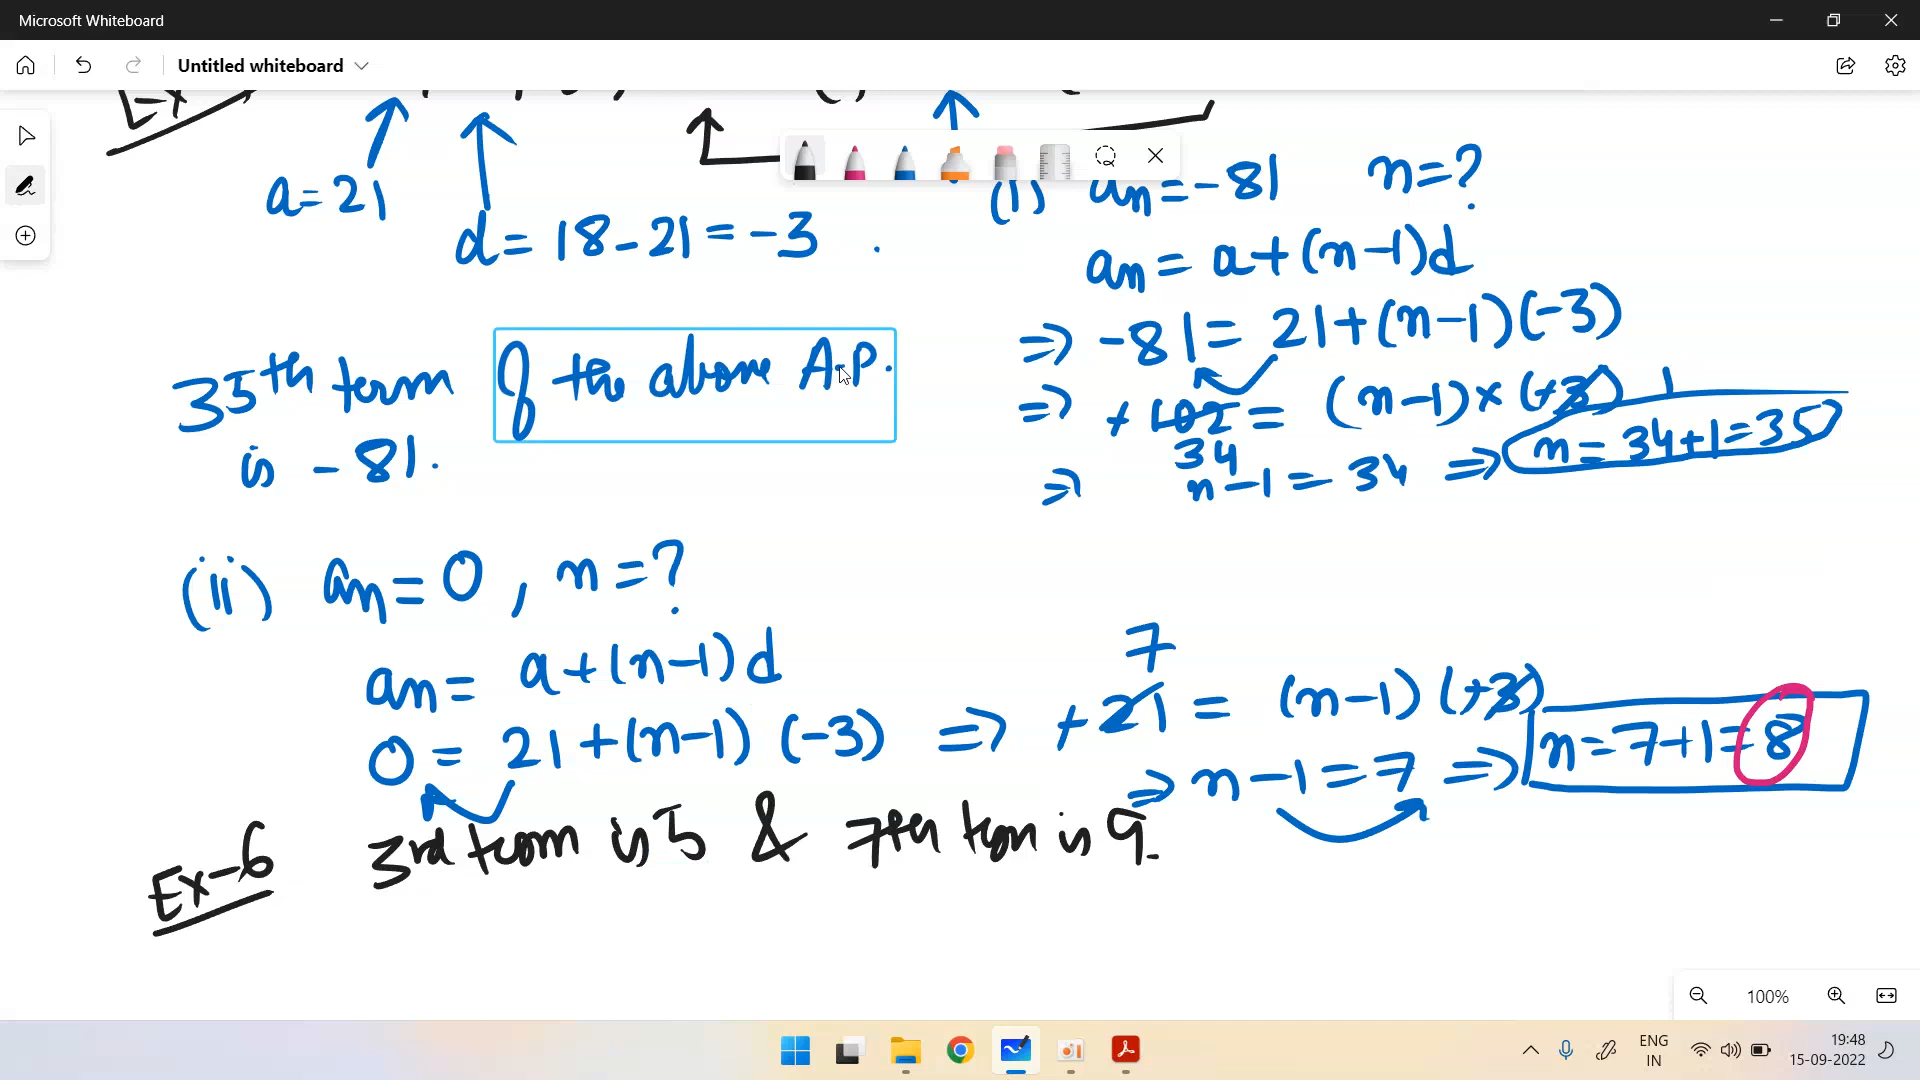 Microsoft Whiteboard
Untitled whiteboard
Ex
a = 21
d = 18 - 21 = -3 .
(i) an = -81 n = ?
an = a + (n-1)d
⇒ -81 = 21 + (n-1)(-3)
⇒ +102 = (n-1) × (+3) 1
34
⇒ n-1 = 34 ⇒ n = 34+1 = 35
35th term of the above A.P.
is -81.
(ii) an = 0, n = ?
an = a + (n-1)d
0 = 21 + (n-1) (-3) ⇒ +21 = (n-1) (+3)
7
⇒ n-1 = 7 ⇒ n = 7+1 = 8
Ex-6 3rd term is 5 & 7th term is 9.
100%
ENG
IN
19:48
15-09-2022